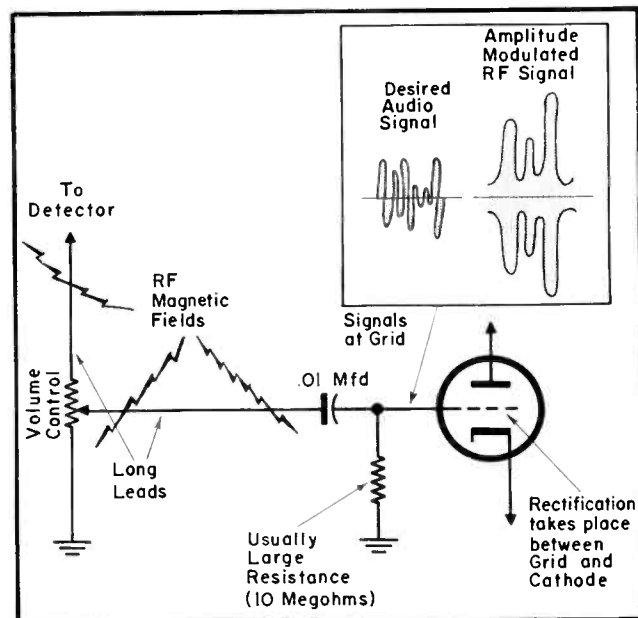 Amplitude
Modulated
RF Signal
Desired
Audio
Signal
To
Detector
RF
Magnetic
Fields
Signals
at Grid
.01 Mfd
Volume
Control
Long
Leads
Usually
Large
Resistance
(10 Megohms)
Rectification
takes place
between
Grid and
Cathode